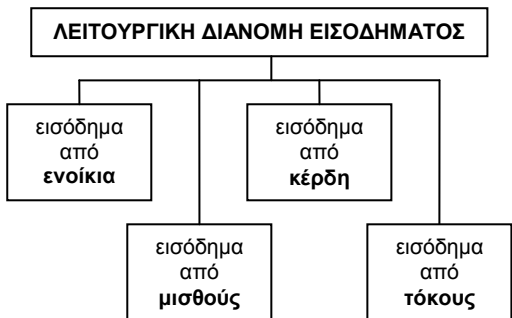 ΛΕΙΤΟΥΡΓΙΚΗ ΔΙΑΝΟΜΗ ΕΙΣΟΔΗΜΑΤΟΣ
εισόδημα
από
ενοίκια
εισόδημα
από
κέρδη
εισόδημα
από
μισθούς
εισόδημα
από
τόκους